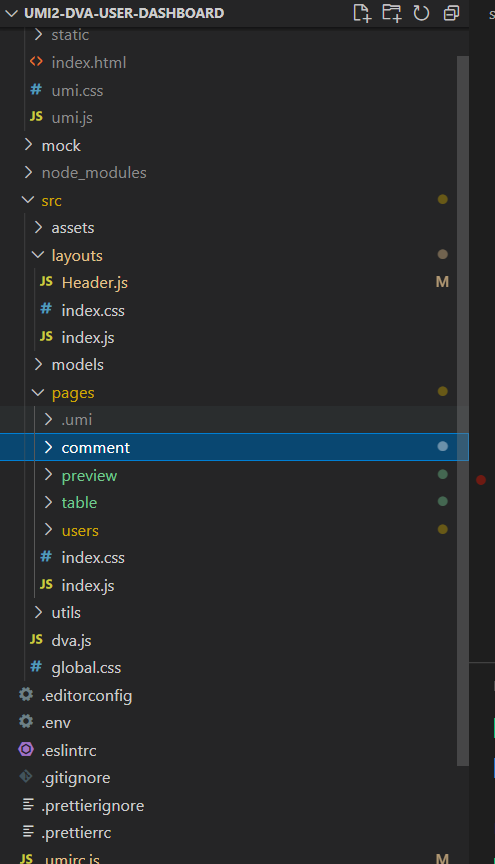 UMI2-DVA-USER-DASHBOARD
static
index.html
umi.css
JS umi.js
mock
node_modules
src
assets
layouts
JS Header.js M
# index.css
JS index.js
models
pages
.umi
comment
preview
table
users
# index.css
JS index.js
utils
JS dva.js
# global.css
.editorconfig
.env
.eslintrc
.gitignore
.prettierignore
.prettierrc
JS .umirc.js M